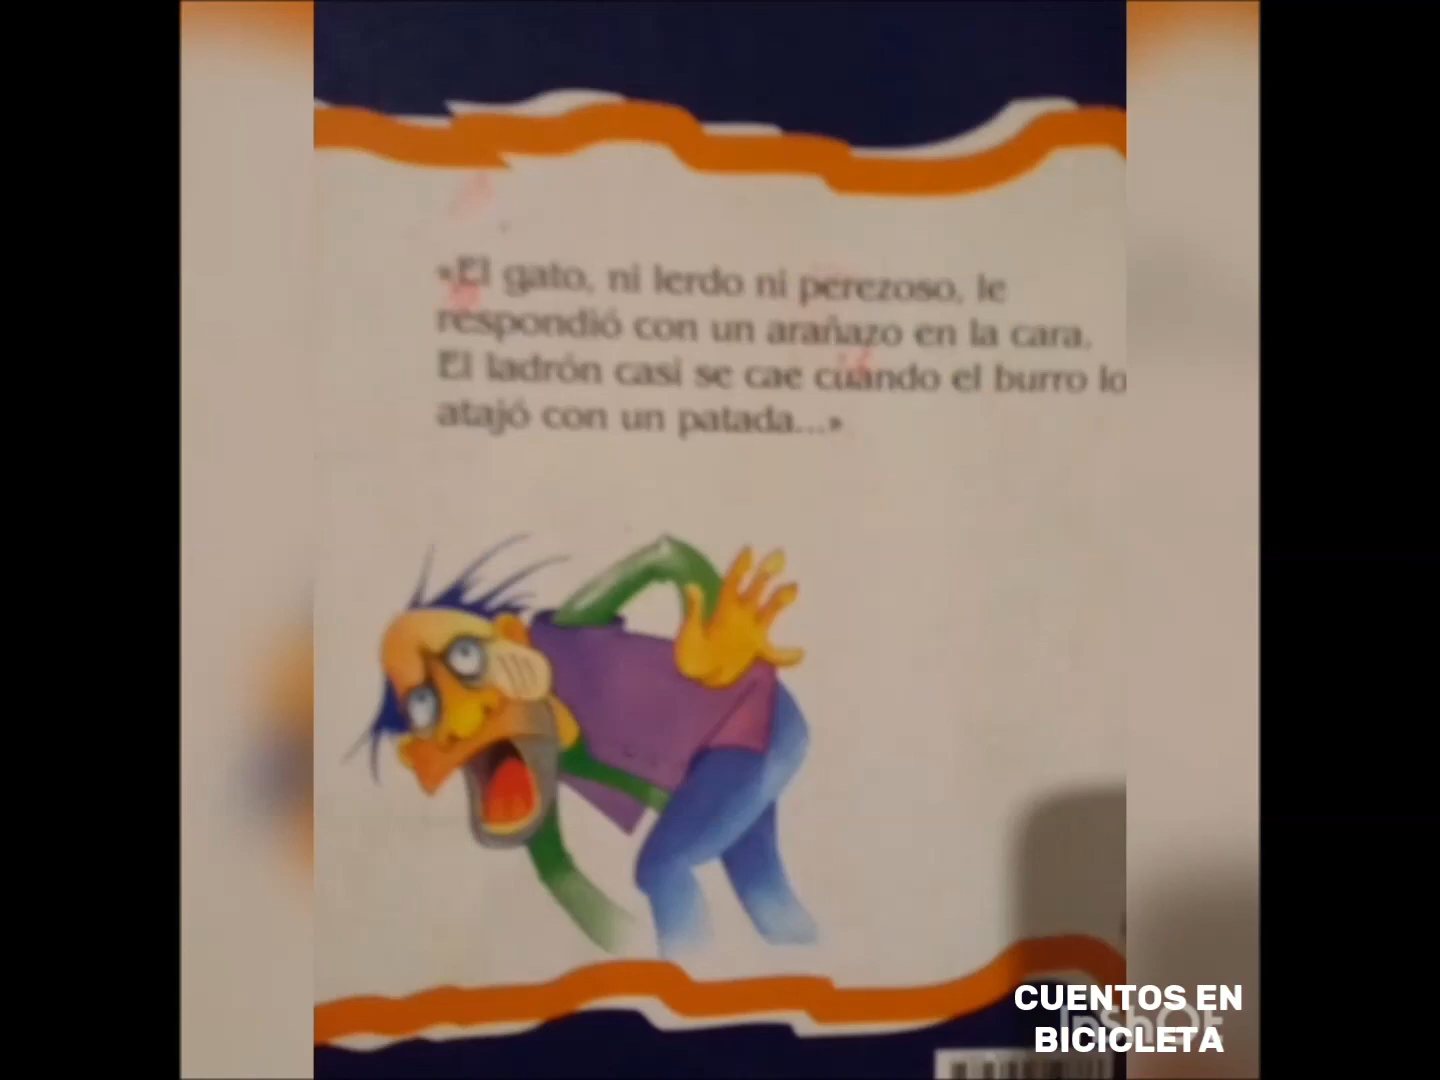 «El gato, ni lerdo ni perezoso, le
respondió con un arañazo en la cara.
El ladrón casi se cae cuando el burro lo
atajó con un patada...»
CUENTOS EN
BICICLETA
InShOt